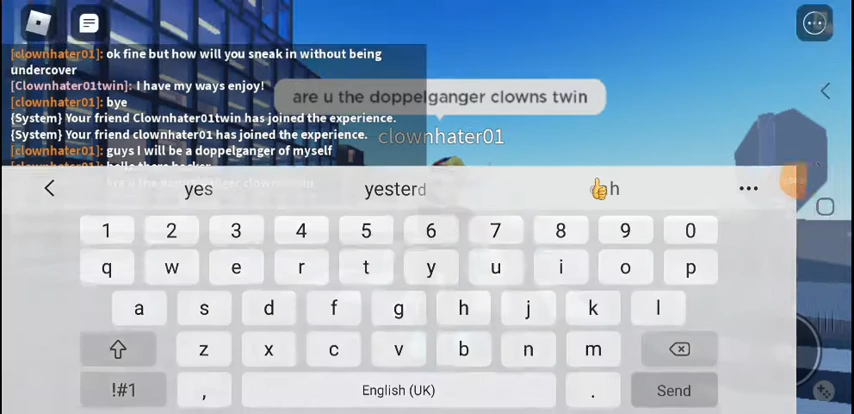 [clownhater01]: ok fine but how will you sneak in without being
undercover
[Clownhater01twin]: I have my ways enjoy!
[clownhater01]: bye
{System} Your friend Clownhater01twin has joined the experience.
{System} Your friend clownhater01 has joined the experience.
[clownhater01]: guys I will be a doppelganger of myself
are u the doppelganger clowns twin
clownhater01
yes
yesterd
1 2 3 4 5 6 7 8 9 0
q w e r t y u i o p
a s d f g h j k l
z x c v b n m
!#1 , English (UK) . Send